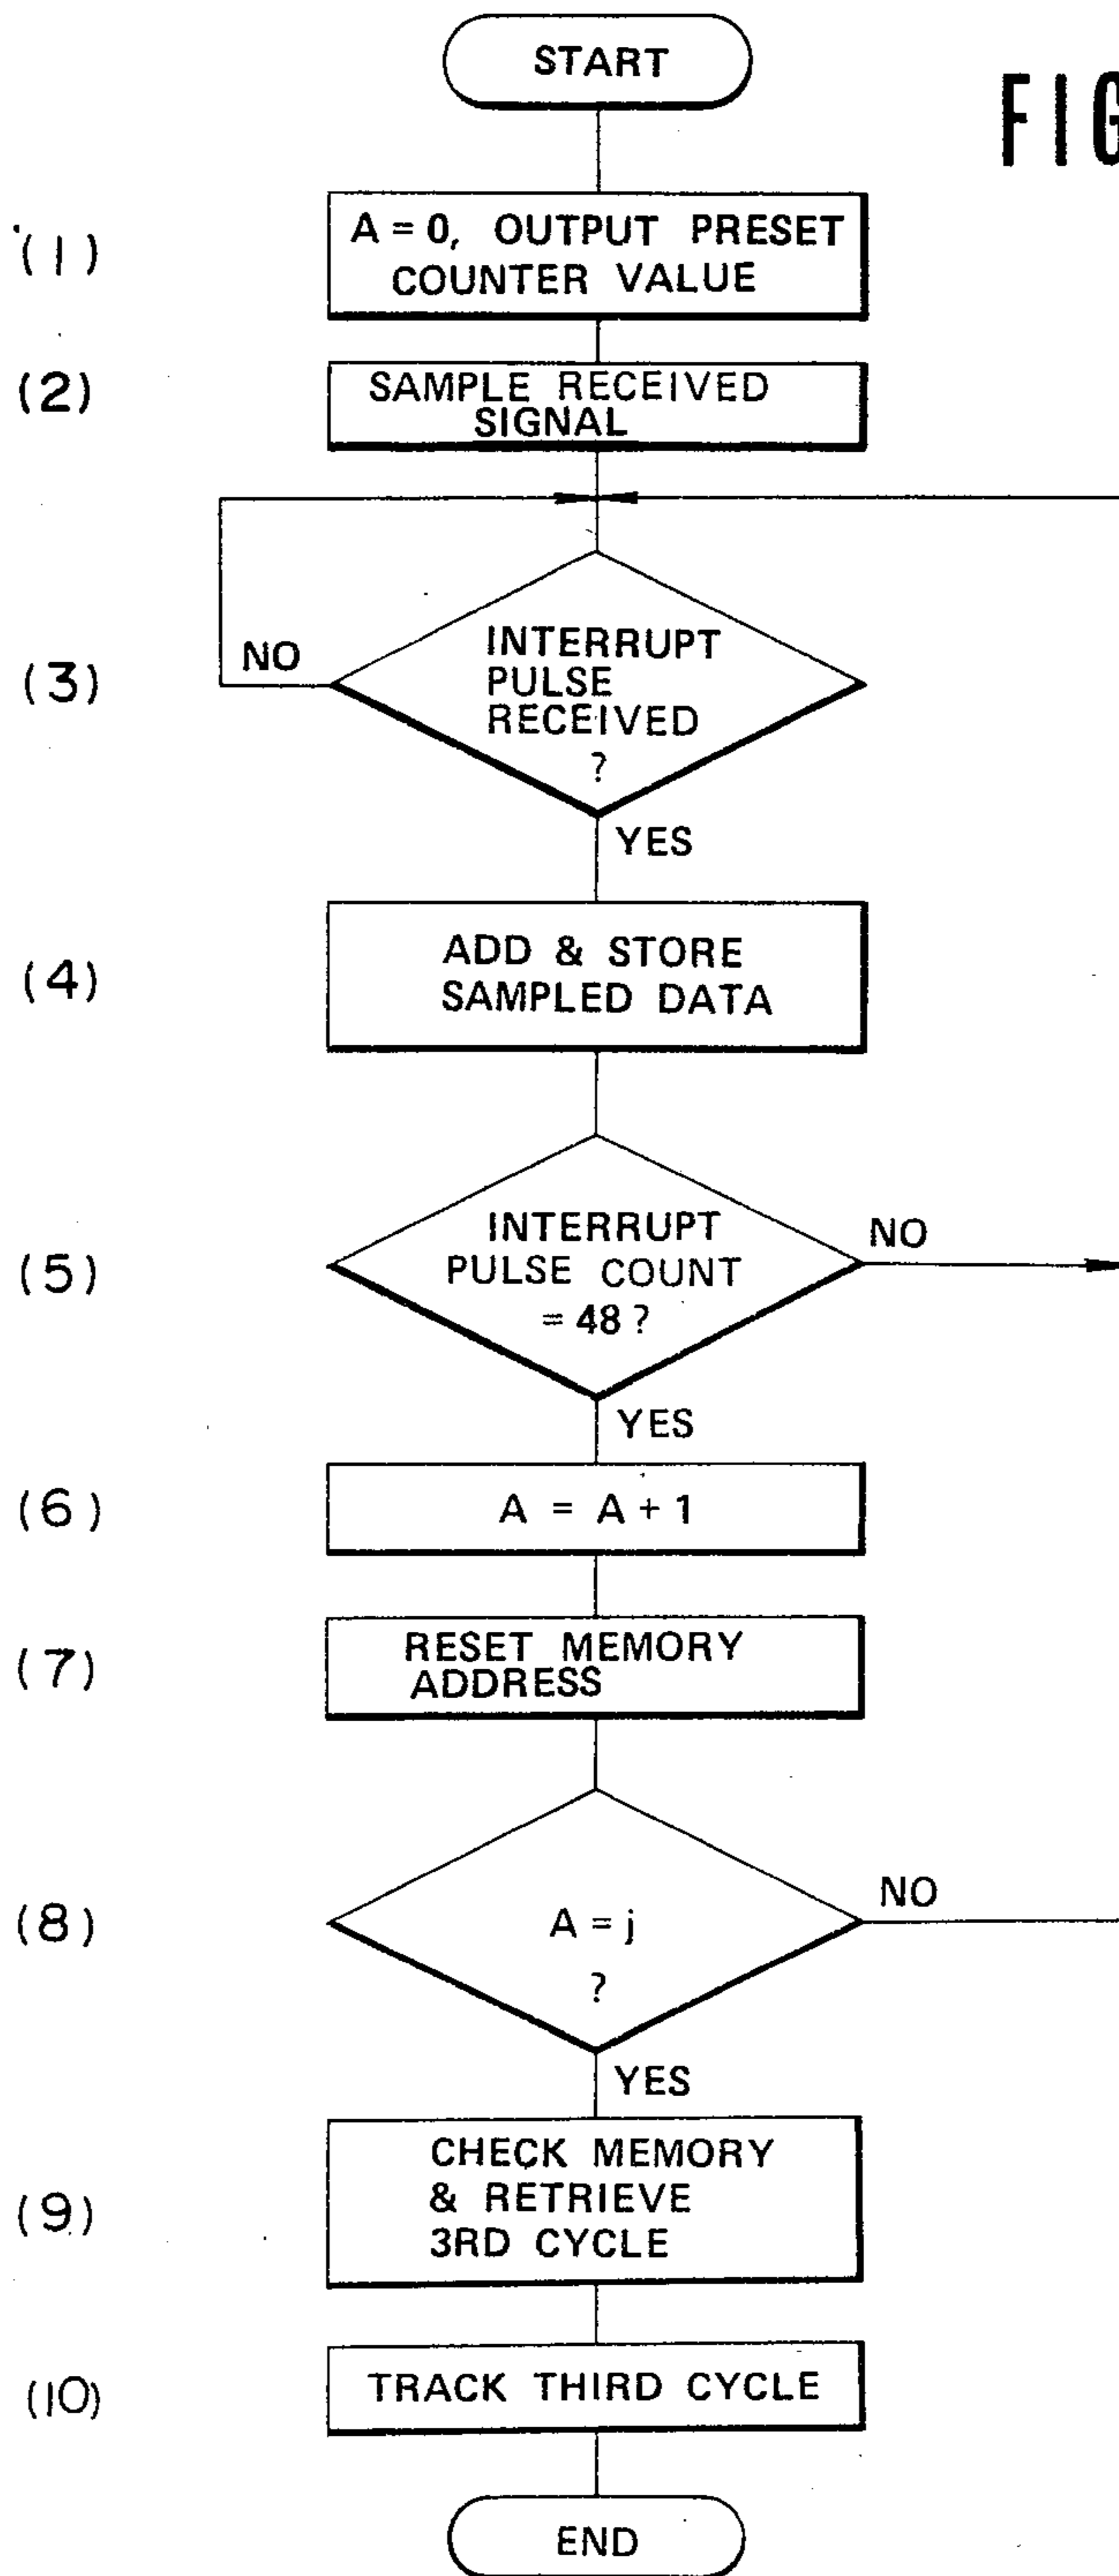 START
FIG
(1)
A = 0, OUTPUT PRESET
COUNTER VALUE
(2)
SAMPLE RECEIVED
SIGNAL
(3)
NO
INTERRUPT
PULSE
RECEIVED
?
YES
(4)
ADD & STORE
SAMPLED DATA
(5)
INTERRUPT
PULSE COUNT
= 48 ?
NO
YES
(6)
A = A + 1
(7)
RESET MEMORY
ADDRESS
(8)
A = j
?
NO
YES
(9)
CHECK MEMORY
& RETRIEVE
3RD CYCLE
(10)
TRACK THIRD CYCLE
END